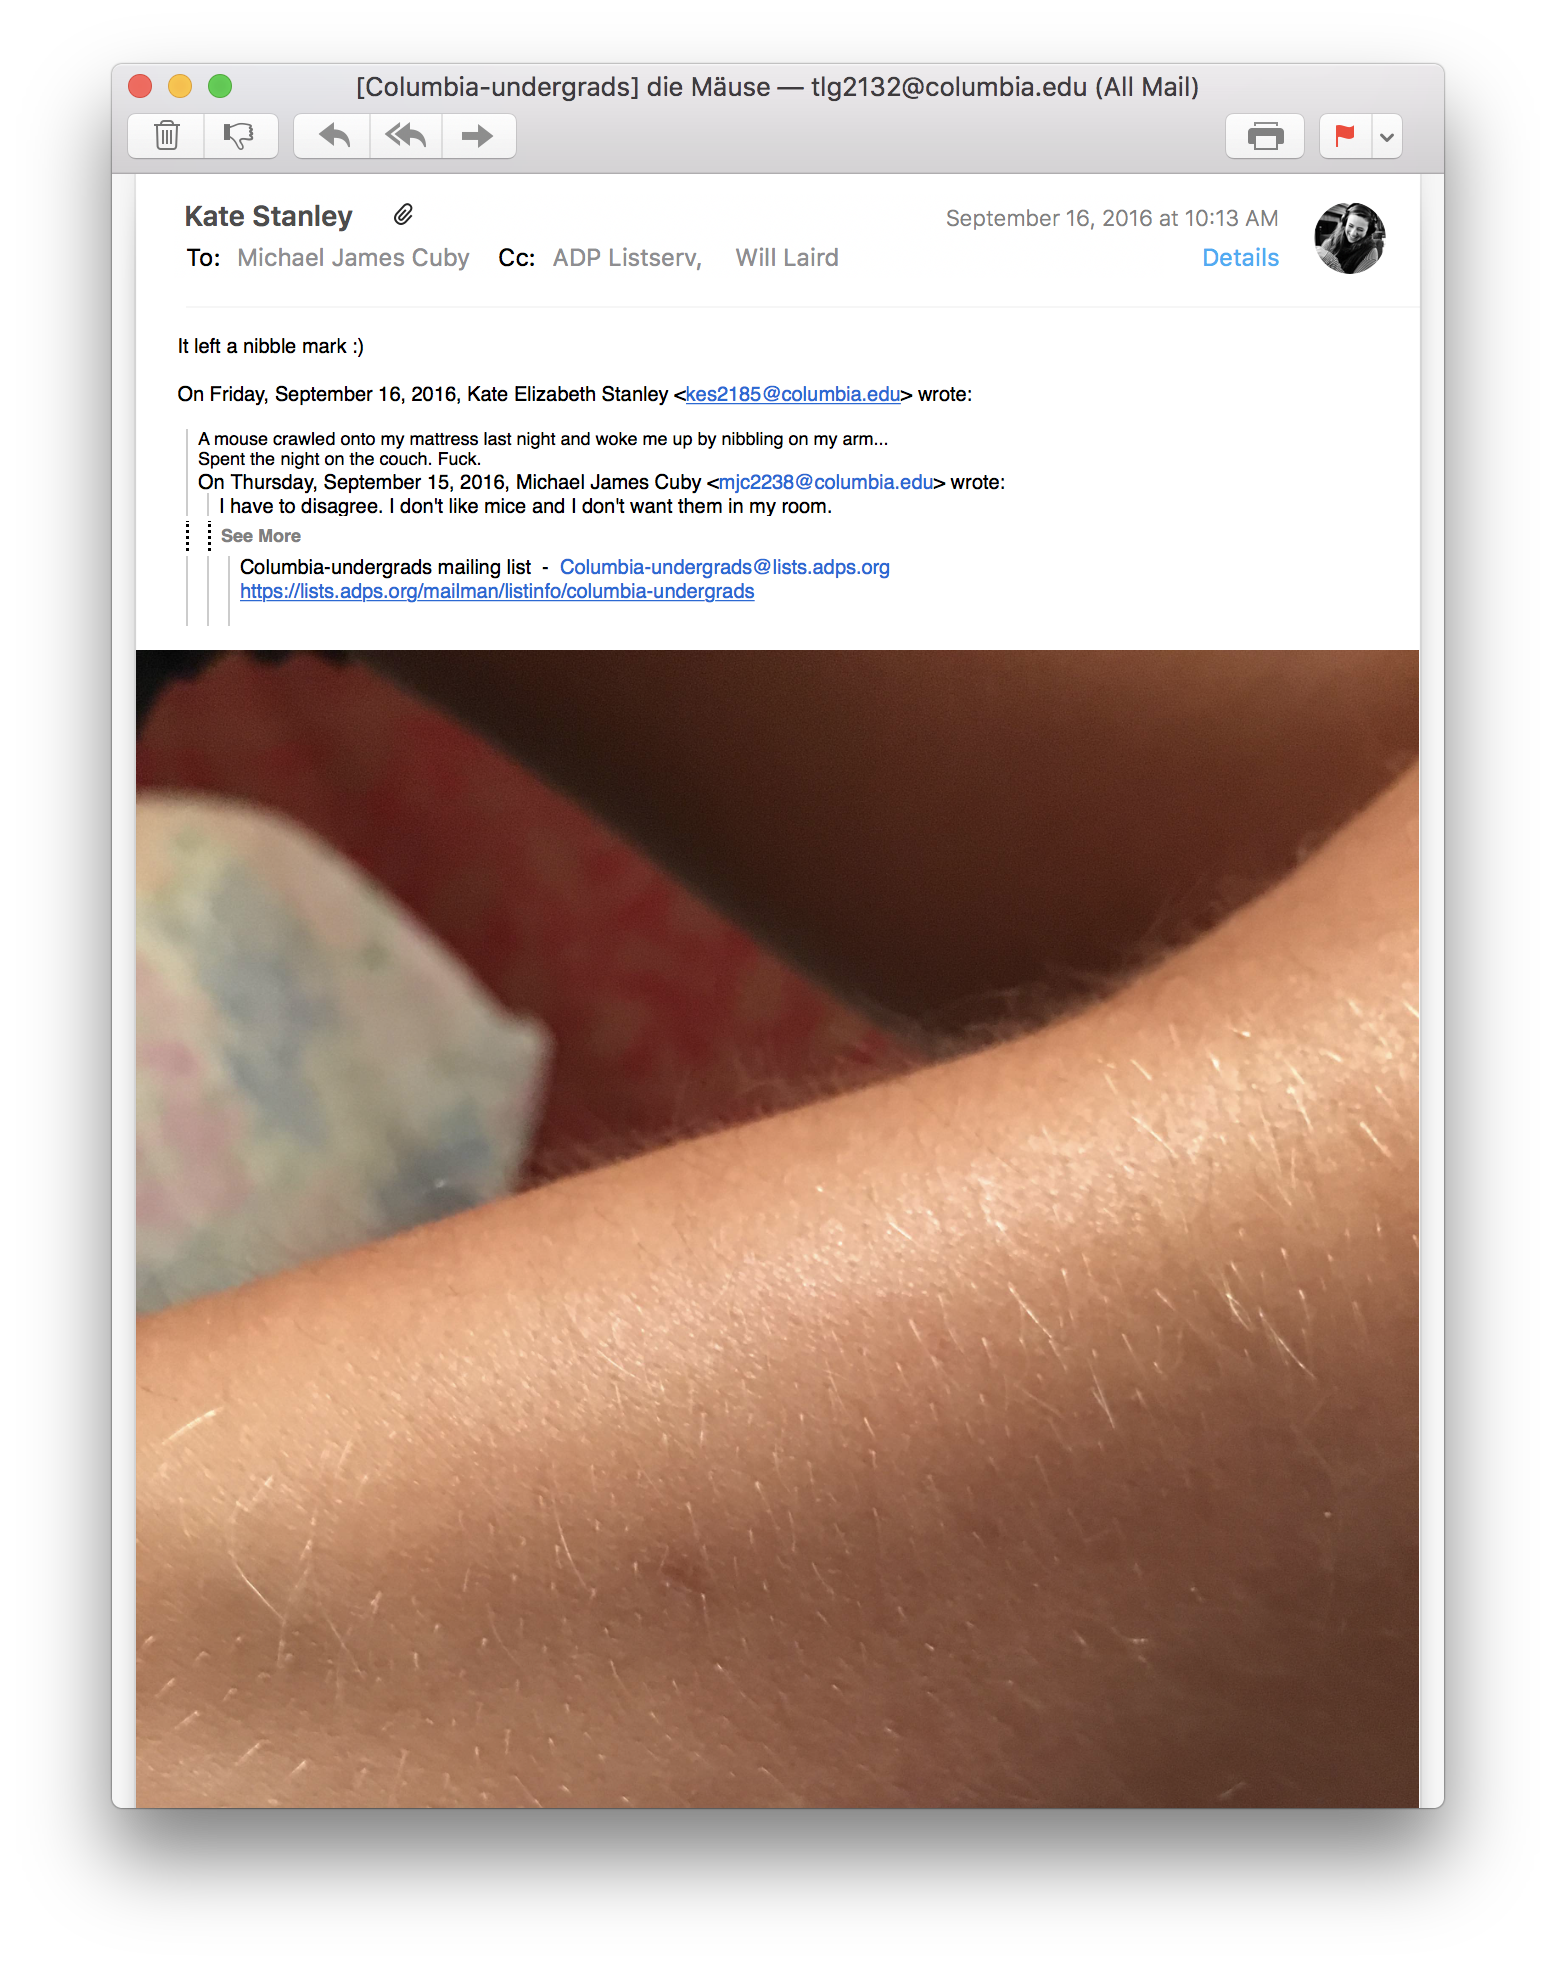 [Columbia-undergrads] die Mäuse — tlg2132@columbia.edu (All Mail)
Kate Stanley
September 16, 2016 at 10:13 AM
To: Michael James Cuby Cc: ADP Listserv, Will Laird
Details
It left a nibble mark :)
On Friday, September 16, 2016, Kate Elizabeth Stanley <kes2185@columbia.edu> wrote:
A mouse crawled onto my mattress last night and woke me up by nibbling on my arm...
Spent the night on the couch. Fuck.
On Thursday, September 15, 2016, Michael James Cuby <mjc2238@columbia.edu> wrote:
I have to disagree. I don't like mice and I don't want them in my room.
See More
Columbia-undergrads mailing list - Columbia-undergrads@lists.adps.org
https://lists.adps.org/mailman/listinfo/columbia-undergrads